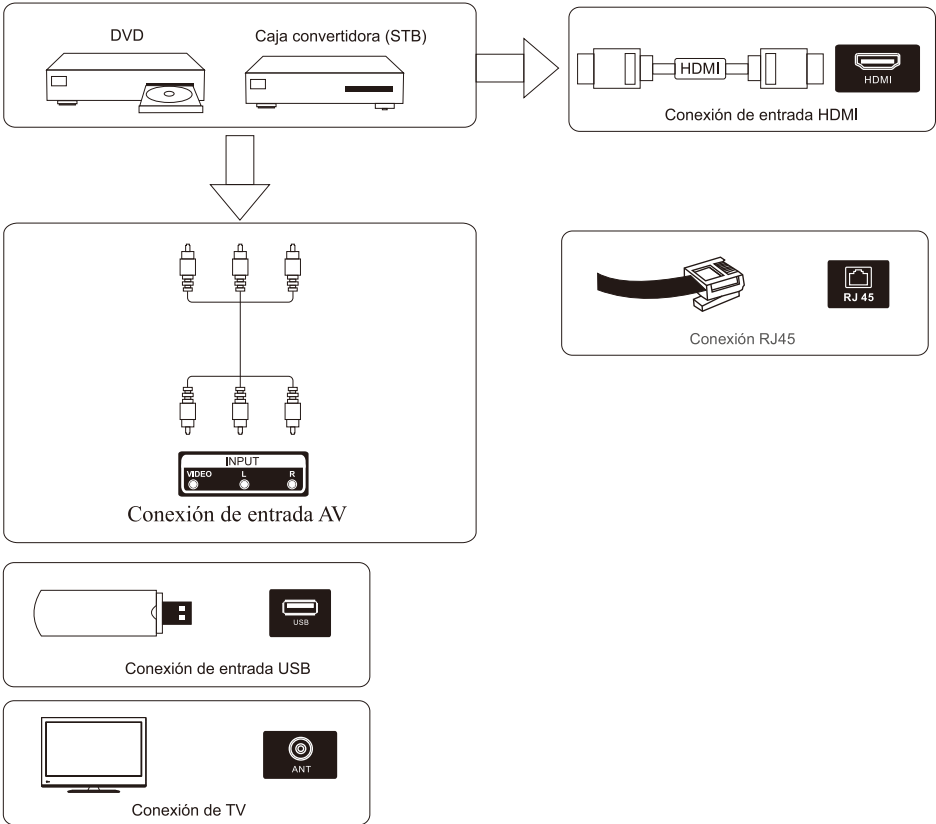 DVD
Caja convertidora (STB)
HDMI
HDMI
Conexión de entrada HDMI
INPUT
VIDEO L R
Conexión de entrada AV
RJ 45
Conexión RJ45
USB
Conexión de entrada USB
ANT
Conexión de TV